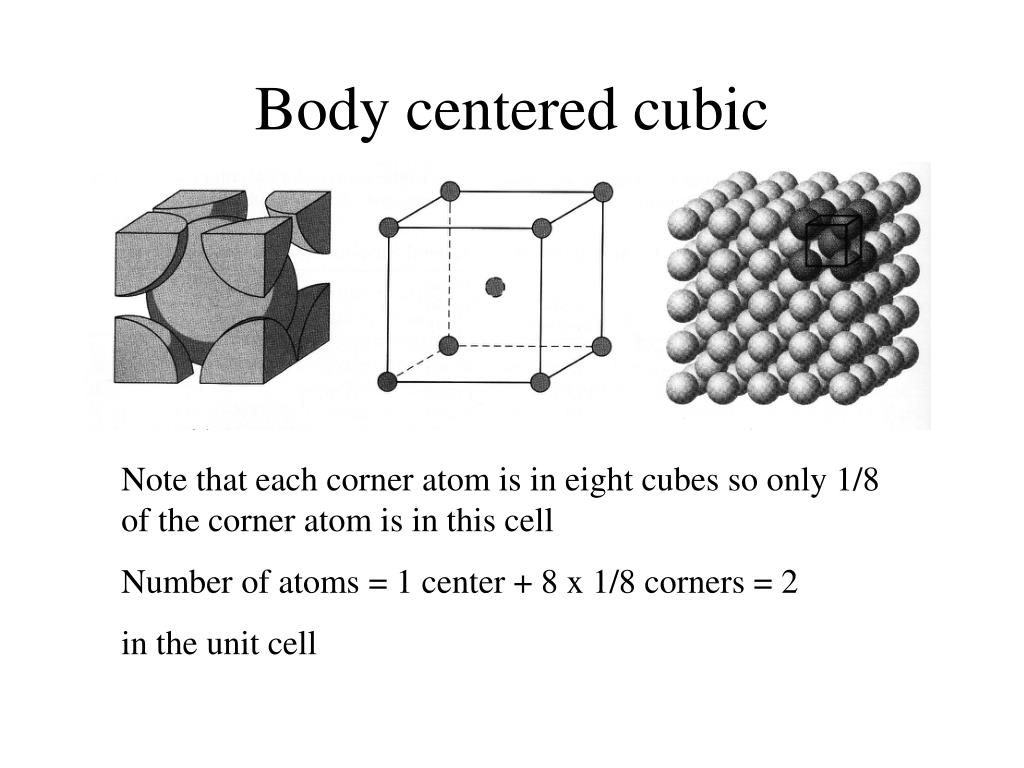 Body centered cubic
Note that each corner atom is in eight cubes so only 1/8
of the corner atom is in this cell
Number of atoms = 1 center + 8 x 1/8 corners = 2
in the unit cell